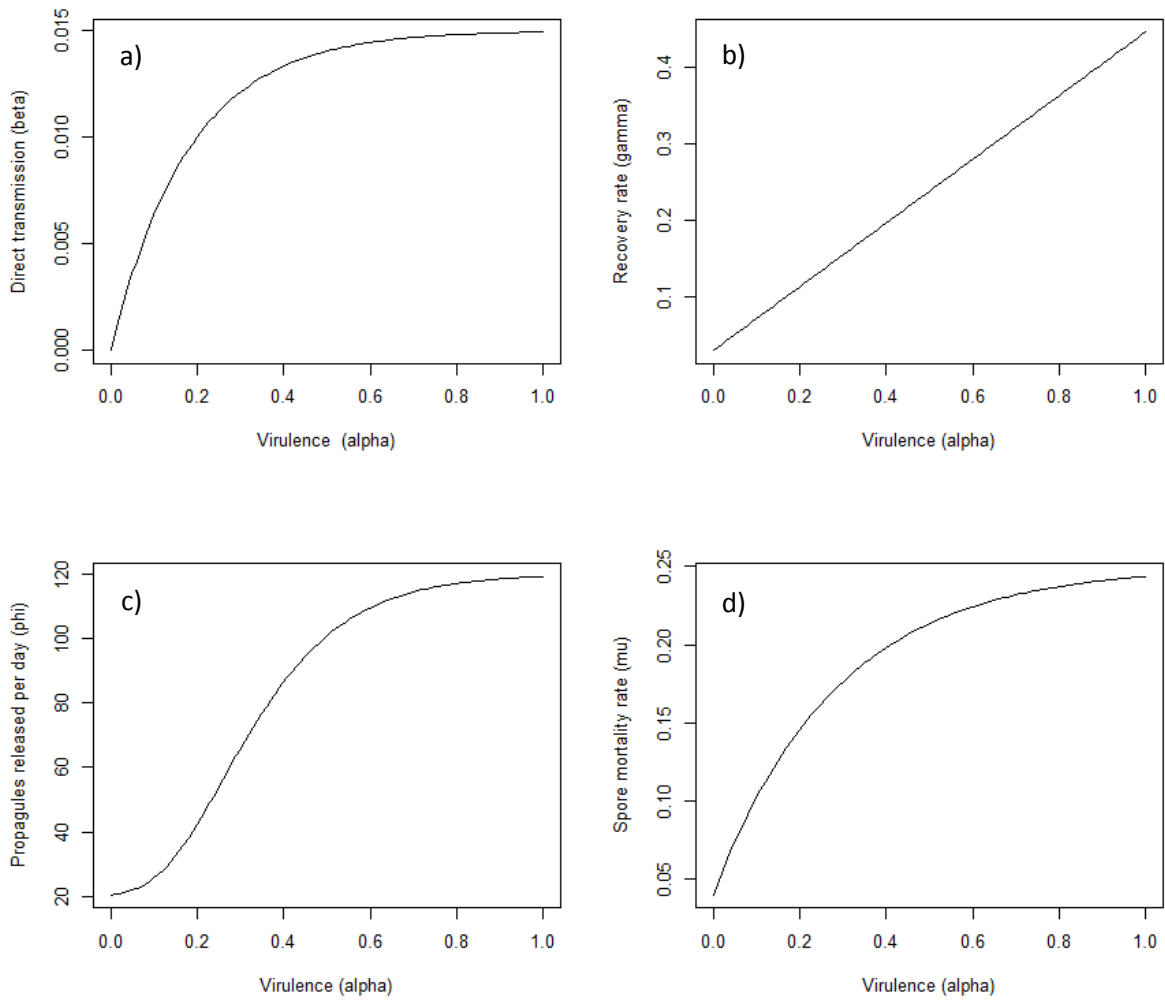 a)
Direct transmission (beta)
0.015
0.010
0.005
0.000
0.0 0.2 0.4 0.6 0.8 1.0
Virulence (alpha)
b)
Recovery rate (gamma)
0.4
0.3
0.2
0.1
0.0 0.2 0.4 0.6 0.8 1.0
Virulence (alpha)
c)
Propagules released per day (phi)
120
100
80
60
40
20
0.0 0.2 0.4 0.6 0.8 1.0
Virulence (alpha)
d)
Spore mortality rate (mu)
0.25
0.20
0.15
0.10
0.05
0.0 0.2 0.4 0.6 0.8 1.0
Virulence (alpha)